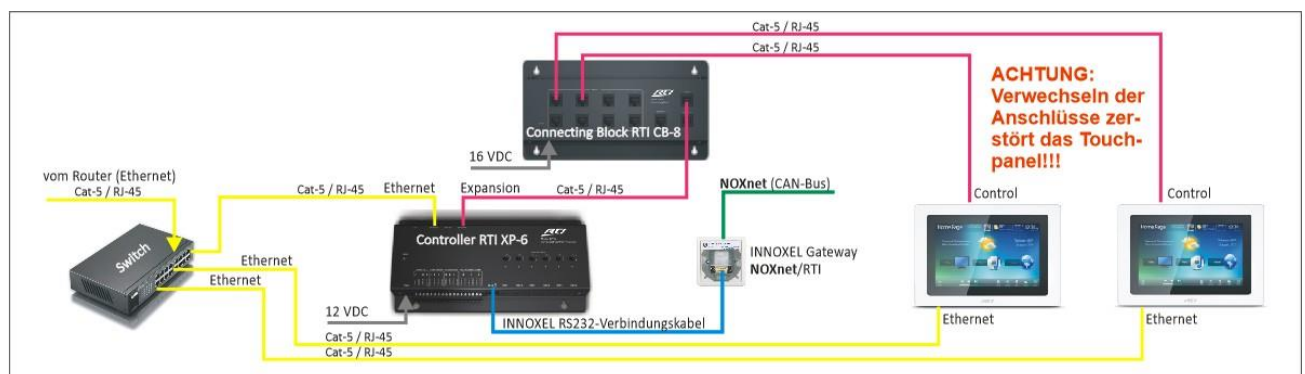 Cat-5 / RJ-45
Cat-5 / RJ-45
ACHTUNG:
Verwechseln der
Anschlüsse zer-
stört das Touch-
panel!!!
RTI
Connecting Block RTI CB-8
16 VDC
vom Router (Ethernet)
Cat-5 / RJ-45
Cat-5 / RJ-45
Ethernet
Expansion
Cat-5 / RJ-45
NOXnet (CAN-Bus)
Control
Control
Switch
Controller RTI XP-6
RTI
INNOXEL Gateway
NOXnet/RTI
Ethernet
Ethernet
12 VDC
INNOXEL RS232-Verbindungskabel
Ethernet
Ethernet
Cat-5 / RJ-45
Cat-5 / RJ-45